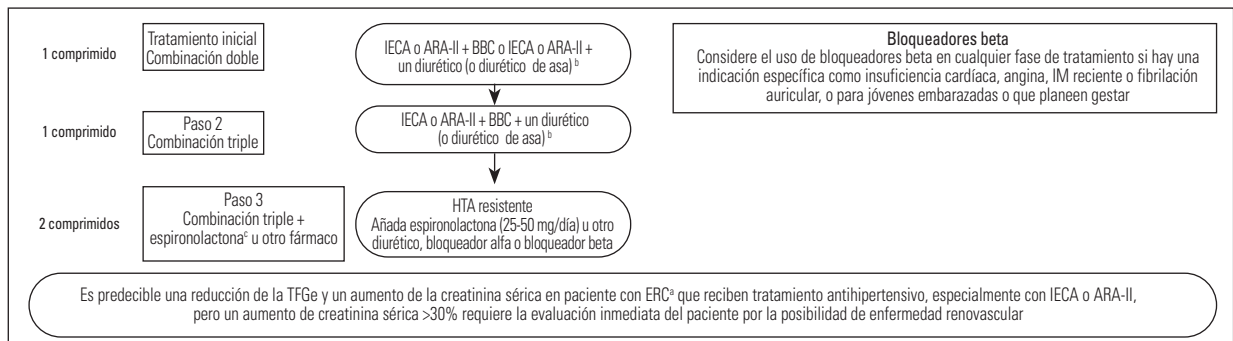 1 comprimido
Tratamiento inicial
Combinación doble
IECA o ARA-II + BBC o IECA o ARA-II +
un diurético (o diurético de asa) b
Bloqueadores beta
Considere el uso de bloqueadores beta en cualquier fase de tratamiento si hay una
indicación específica como insuficiencia cardíaca, angina, IM reciente o fibrilación
auricular, o para jóvenes embarazadas o que planeen gestar
1 comprimido
Paso 2
Combinación triple
IECA o ARA-II + BBC + un diurético
(o diurético de asa) b
2 comprimidos
Paso 3
Combinación triple +
espironolactonac u otro fármaco
HTA resistente
Añada espironolactona (25-50 mg/día) u otro
diurético, bloqueador alfa o bloqueador beta
Es predecible una reducción de la TFGe y un aumento de la creatinina sérica en paciente con ERCa que reciben tratamiento antihipertensivo, especialmente con IECA o ARA-II,
pero un aumento de creatinina sérica >30% requiere la evaluación inmediata del paciente por la posibilidad de enfermedad renovascular